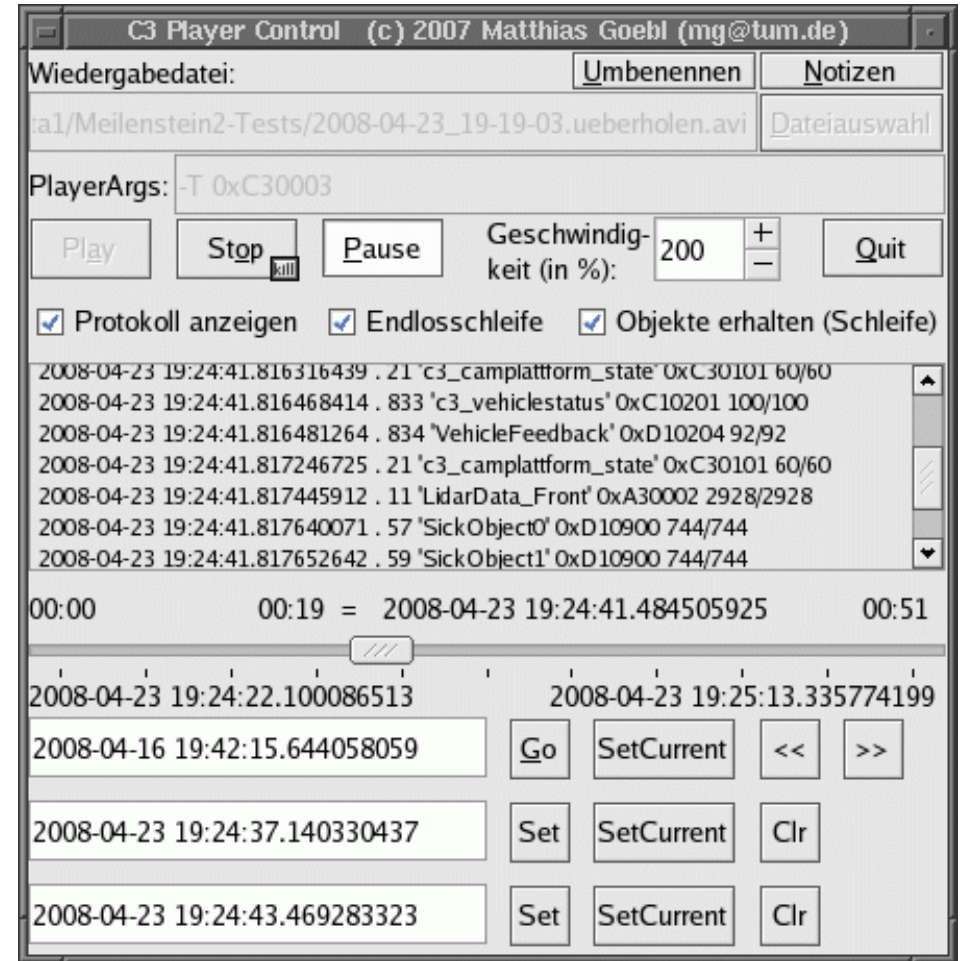 C3 Player Control (c) 2007 Matthias Goebl (mg@tum.de)
Wiedergabedatei: Umbenennen Notizen
ta1/Meilenstein2-Tests/2008-04-23_19-19-03.ueberholen.avi Dateiauswahl
PlayerArgs: -T 0xC30003
Play Stop kill Pause Geschwindig-
keit (in %): 200 + − Quit
Protokoll anzeigen Endlosschleife Objekte erhalten (Schleife)
2008-04-23 19:24:41.816316439 . 21 'c3_camplattform_state' 0xC30101 60/60
2008-04-23 19:24:41.816468414 . 833 'c3_vehiclestatus' 0xC10201 100/100
2008-04-23 19:24:41.816481264 . 834 'VehicleFeedback' 0xD10204 92/92
2008-04-23 19:24:41.817246725 . 21 'c3_camplattform_state' 0xC30101 60/60
2008-04-23 19:24:41.817445912 . 11 'LidarData_Front' 0xA30002 2928/2928
2008-04-23 19:24:41.817640071 . 57 'SickObject0' 0xD10900 744/744
2008-04-23 19:24:41.817652642 . 59 'SickObject1' 0xD10900 744/744
00:00 00:19 = 2008-04-23 19:24:41.484505925 00:51
2008-04-23 19:24:22.100086513 2008-04-23 19:25:13.335774199
2008-04-16 19:42:15.644058059 Go SetCurrent << >>
2008-04-23 19:24:37.140330437 Set SetCurrent Clr
2008-04-23 19:24:43.469283323 Set SetCurrent Clr